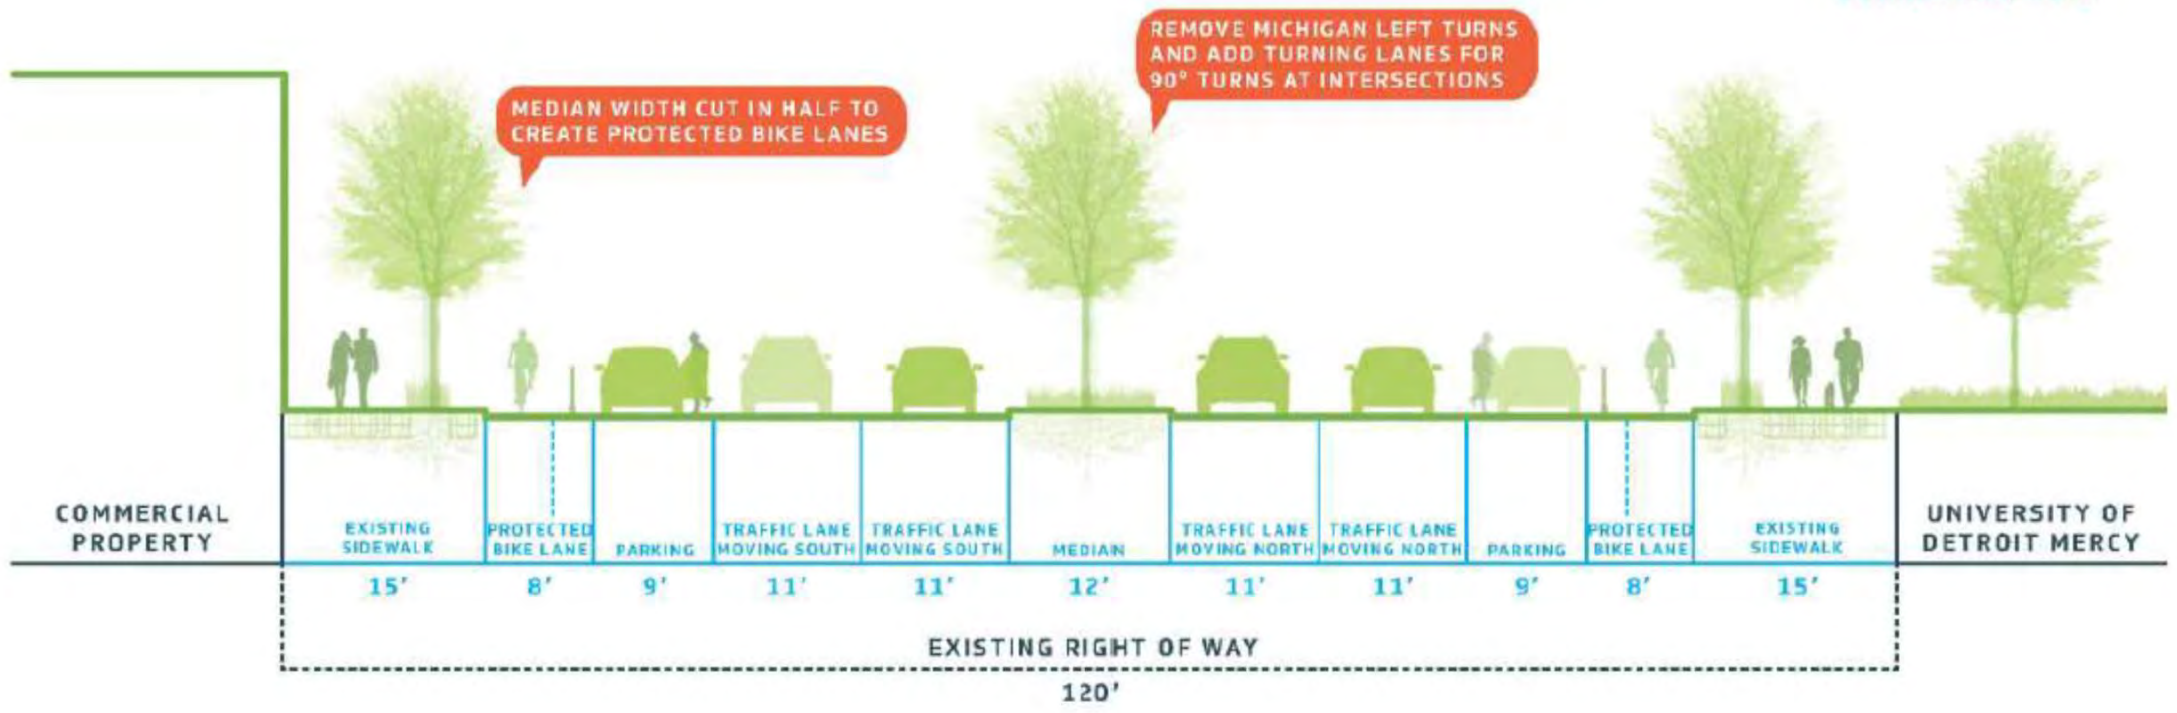 REMOVE MICHIGAN LEFT TURNS
AND ADD TURNING LANES FOR
90° TURNS AT INTERSECTIONS
MEDIAN WIDTH CUT IN HALF TO
CREATE PROTECTED BIKE LANES
COMMERCIAL
PROPERTY
EXISTING
SIDEWALK
PROTECTED
BIKE LANE
PARKING
TRAFFIC LANE
MOVING SOUTH
TRAFFIC LANE
MOVING SOUTH
MEDIAN
TRAFFIC LANE
MOVING NORTH
TRAFFIC LANE
MOVING NORTH
PARKING
PROTECTED
BIKE LANE
EXISTING
SIDEWALK
UNIVERSITY OF
DETROIT MERCY
15' 8' 9' 11' 11' 12' 11' 11' 9' 8' 15'
EXISTING RIGHT OF WAY
120'